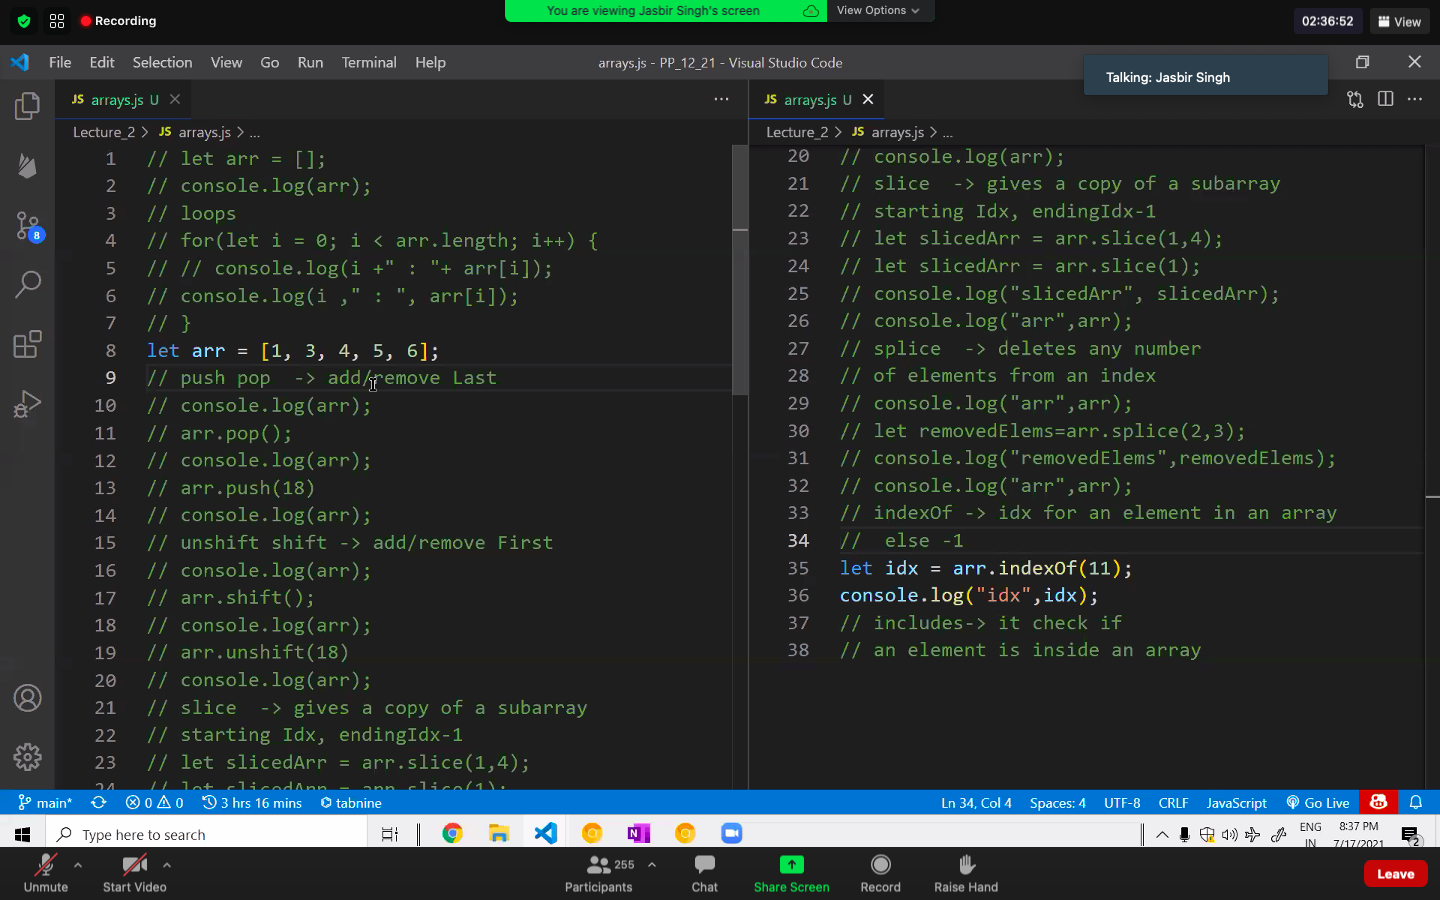 Recording
You are viewing Jasbir Singh's screen
View Options
02:36:52
View
File Edit Selection View Go Run Terminal Help
arrays.js - PP_12_21 - Visual Studio Code
Talking: Jasbir Singh
JS arrays.js U
Lecture_2 > JS arrays.js > ...
1 // let arr = [];
2 // console.log(arr);
3 // loops
4 // for(let i = 0; i < arr.length; i++) {
5 // // console.log(i +" : "+ arr[i]);
6 // console.log(i ," : ", arr[i]);
7 // }
8 let arr = [1, 3, 4, 5, 6];
9 // push pop  -> add/remove Last
10 // console.log(arr);
11 // arr.pop();
12 // console.log(arr);
13 // arr.push(18)
14 // console.log(arr);
15 // unshift shift -> add/remove First
16 // console.log(arr);
17 // arr.shift();
18 // console.log(arr);
19 // arr.unshift(18)
20 // console.log(arr);
21 // slice  -> gives a copy of a subarray
22 // starting Idx, endingIdx-1
23 // let slicedArr = arr.slice(1,4);
24 // let slicedArr = arr.slice(1);
JS arrays.js U
Lecture_2 > JS arrays.js > ...
20 // console.log(arr);
21 // slice  -> gives a copy of a subarray
22 // starting Idx, endingIdx-1
23 // let slicedArr = arr.slice(1,4);
24 // let slicedArr = arr.slice(1);
25 // console.log("slicedArr", slicedArr);
26 // console.log("arr",arr);
27 // splice  -> deletes any number
28 // of elements from an index
29 // console.log("arr",arr);
30 // let removedElems=arr.splice(2,3);
31 // console.log("removedElems",removedElems);
32 // console.log("arr",arr);
33 // indexOf -> idx for an element in an array
34 //  else -1
35 let idx = arr.indexOf(11);
36 console.log("idx",idx);
37 // includes-> it check if
38 // an element is inside an array
8
main* 0 0 3 hrs 16 mins tabnine
Ln 34, Col 4 Spaces: 4 UTF-8 CRLF JavaScript Go Live
Type here to search
ENG
IN
8:37 PM
7/17/2021
2
Unmute
Start Video
255
Participants
Chat
Share Screen
Record
Raise Hand
Leave